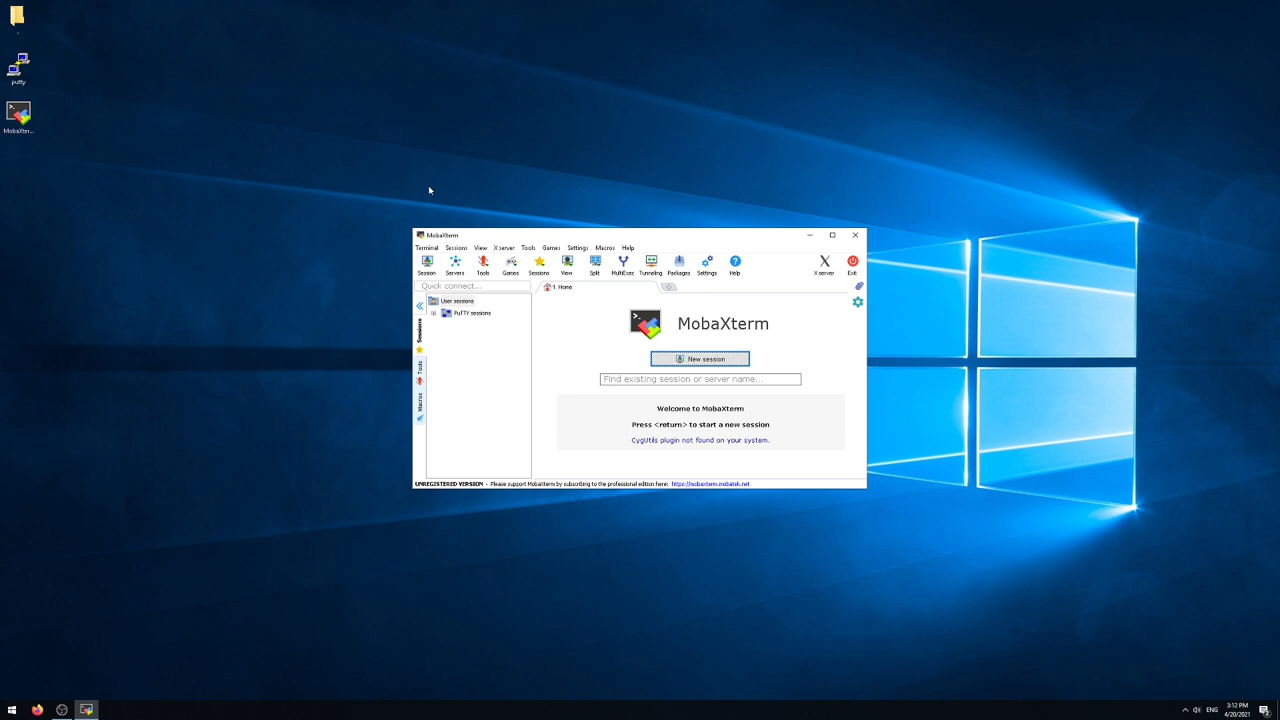 putty
MobaXter...
MobaXterm
Terminal Sessions View X server Tools Games Settings Macros Help
Session Servers Tools Games Sessions View Split MultiExec Tunneling Packages Settings Help X server Exit
Quick connect...
1. Home
User sessions
PuTTY sessions
Sessions
Tools
Macros
MobaXterm
New session
Find existing session or server name...
Welcome to MobaXterm
Press <return> to start a new session
CygUtils plugin not found on your system.
UNREGISTERED VERSION - Please support MobaXterm by subscribing to the professional edition here: https://mobaxterm.mobatek.net
ENG
3:12 PM
4/20/2021